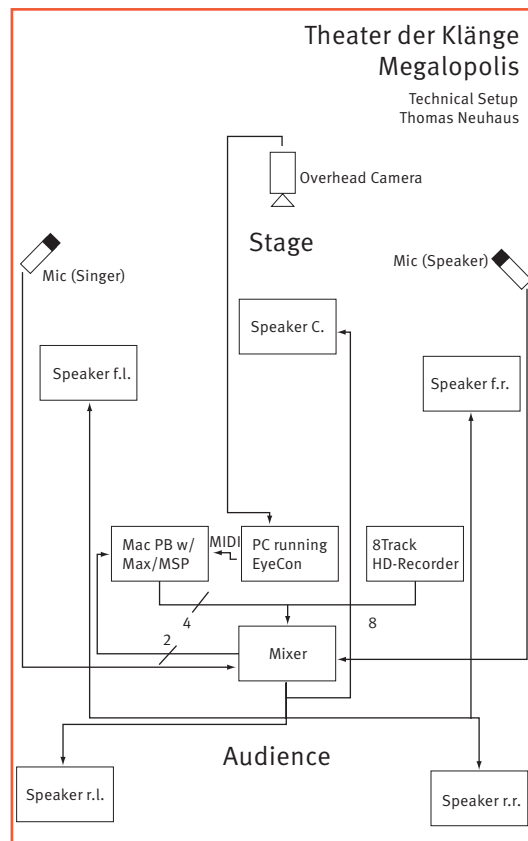 Theater der Klänge
Megalopolis
Technical Setup
Thomas Neuhaus
Overhead Camera
Stage
Mic (Singer)
Mic (Speaker)
Speaker C.
Speaker f.l.
Speaker f.r.
Mac PB w/
Max/MSP
MIDI
PC running
EyeCon
8Track
HD-Recorder
4
8
2
Mixer
Audience
Speaker r.l.
Speaker r.r.